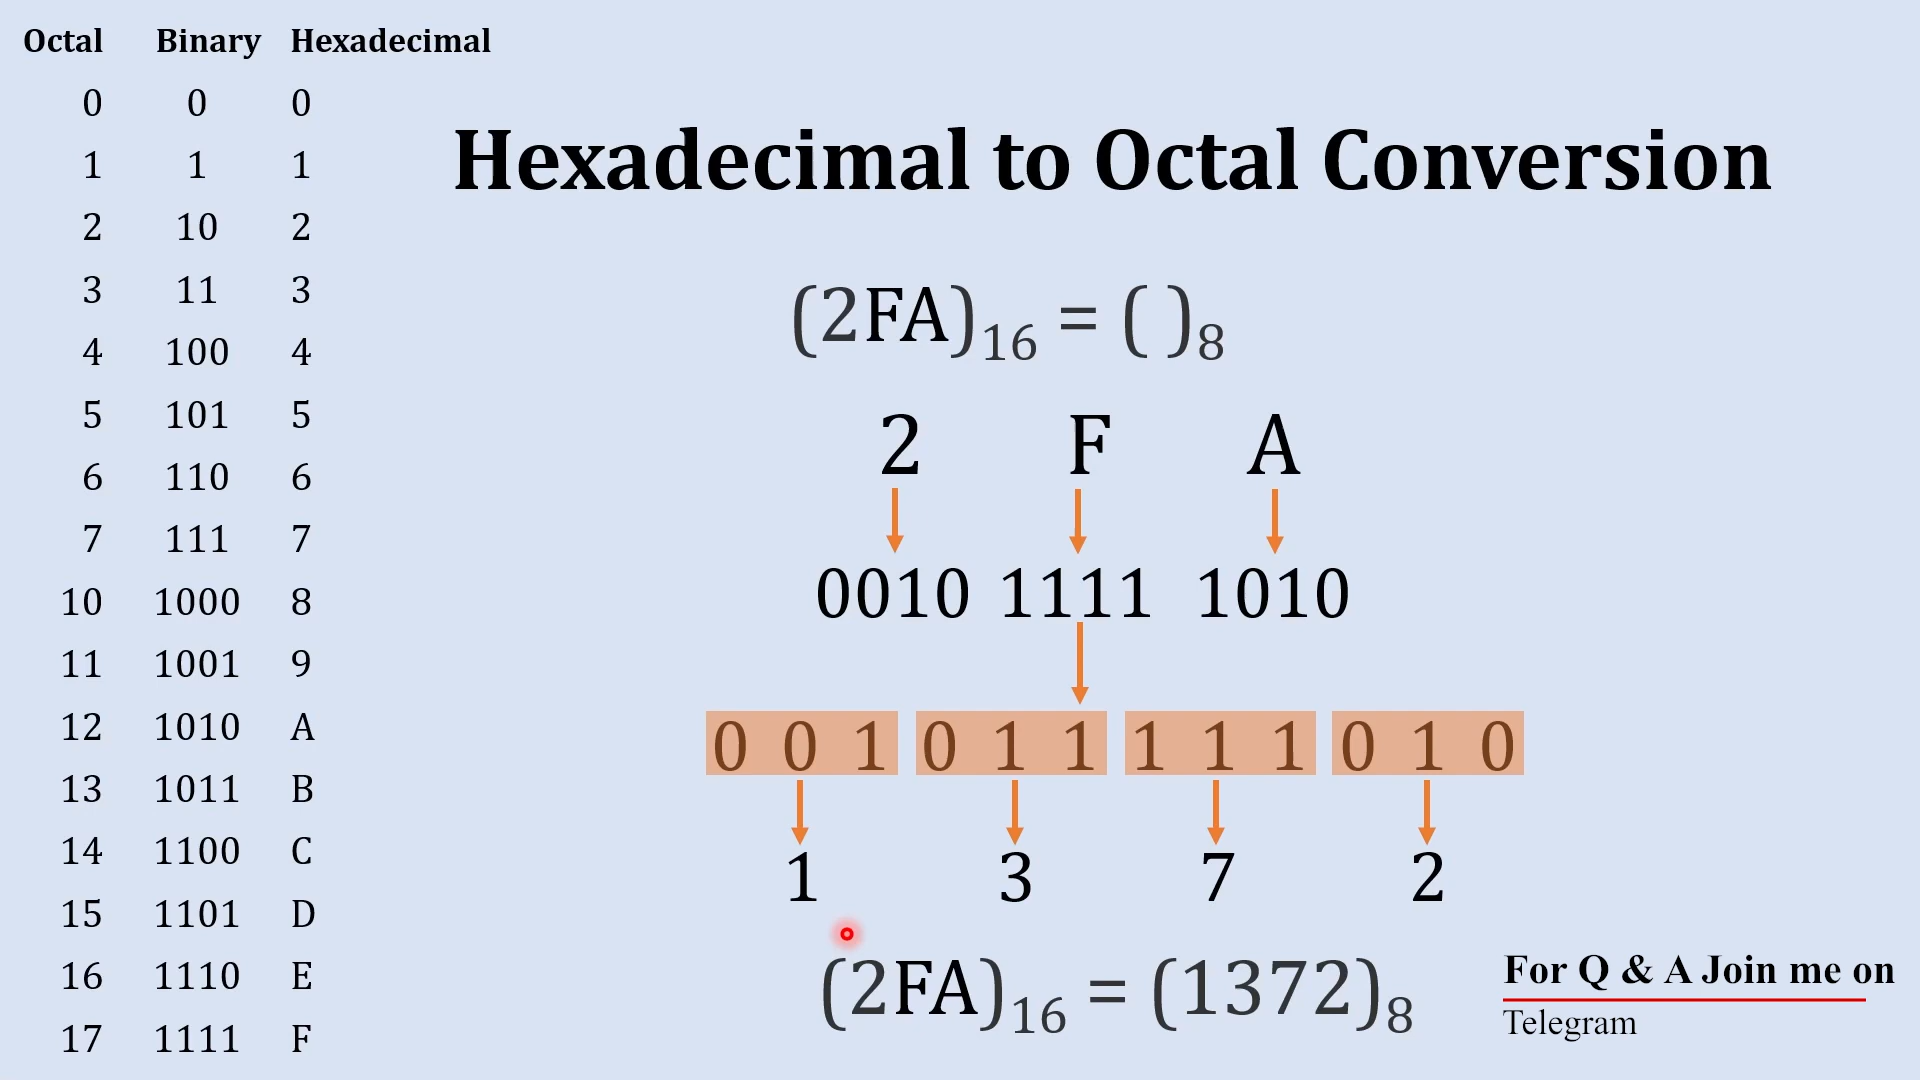 Octal Binary Hexadecimal
0 0 0
1 1 1
2 10 2
3 11 3
4 100 4
5 101 5
6 110 6
7 111 7
10 1000 8
11 1001 9
12 1010 A
13 1011 B
14 1100 C
15 1101 D
16 1110 E
17 1111 F
Hexadecimal to Octal Conversion
(2FA)₁₆ = ( )₈
2 F A
0010 1111 1010
0 0 1 0 1 1 1 1 1 0 1 0
1 3 7 2
(2FA)₁₆ = (1372)₈
For Q & A Join me on
Telegram